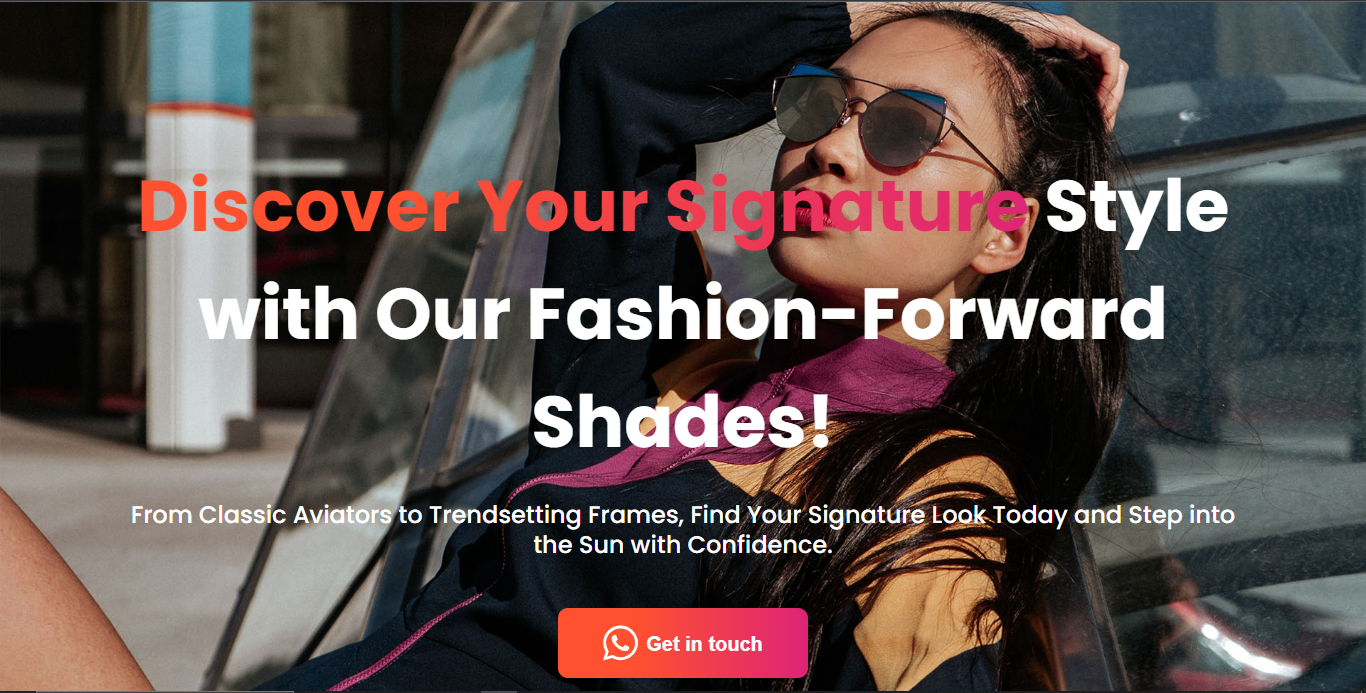 Discover Your Signature Style
with Our Fashion-Forward
Shades!
From Classic Aviators to Trendsetting Frames, Find Your Signature Look Today and Step into
the Sun with Confidence.
Get in touch